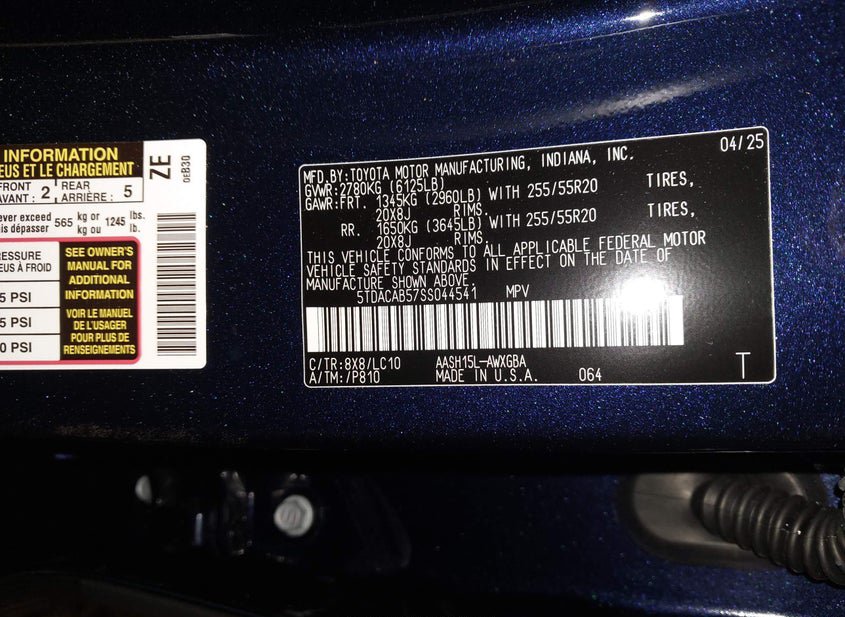 INFORMATION
EUS ET LE CHARGEMENT
FRONT
AVANT : 2
REAR
ARRIÈRE : 5
ever exceed 565 kg or 1245 lbs.
is dépasser kg ou lb.
RESSURE
EUS À FROID
5 PSI
5 PSI
0 PSI
SEE OWNER'S
MANUAL FOR
ADDITIONAL
INFORMATION
VOIR LE MANUEL
DE L'USAGER
POUR PLUS DE
RENSEIGNEMENTS
ZE
0EB30
04/25
MFD.BY:TOYOTA MOTOR MANUFACTURING, INDIANA, INC.
GVWR:2780KG (6125LB)
GAWR:FRT. 1345KG (2960LB) WITH 255/55R20 TIRES,
20X8J RIMS.
RR. 1650KG (3645LB) WITH 255/55R20 TIRES,
20X8J RIMS.
THIS VEHICLE CONFORMS TO ALL APPLICABLE FEDERAL MOTOR
VEHICLE SAFETY STANDARDS IN EFFECT ON THE DATE OF
MANUFACTURE SHOWN ABOVE.
5TDACAB57SS044541 MPV
C/TR:8X8/LC10 AASH15L-AWXGBA
A/TM:/P810 MADE IN U.S.A. 064
T